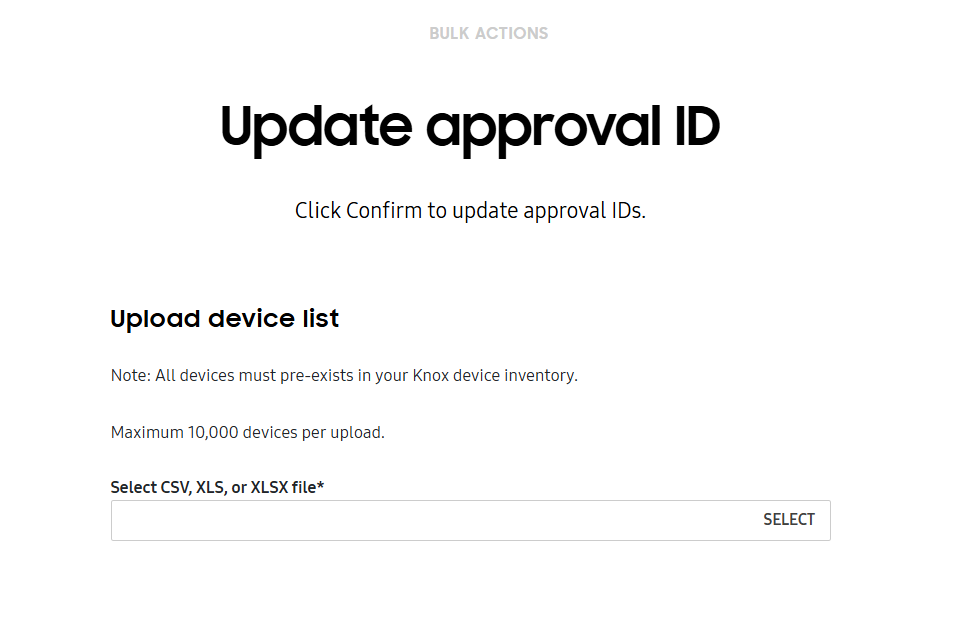 BULK ACTIONS
Update approval ID
Click Confirm to update approval IDs.
Upload device list
Note: All devices must pre-exists in your Knox device inventory.
Maximum 10,000 devices per upload.
Select CSV, XLS, or XLSX file*
SELECT